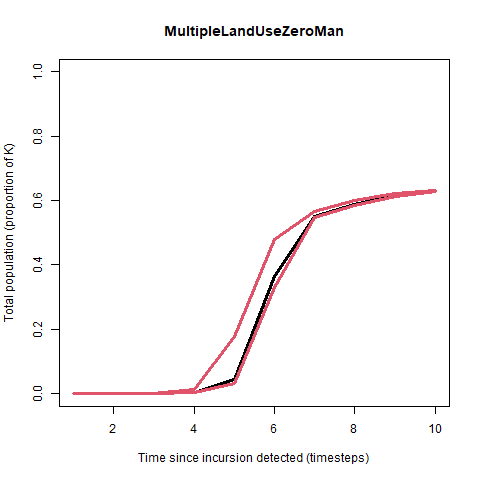 MultipleLandUseZeroMan
Total population (proportion of K)
1.0
0.8
0.6
0.4
0.2
0.0
2 4 6 8 10
Time since incursion detected (timesteps)